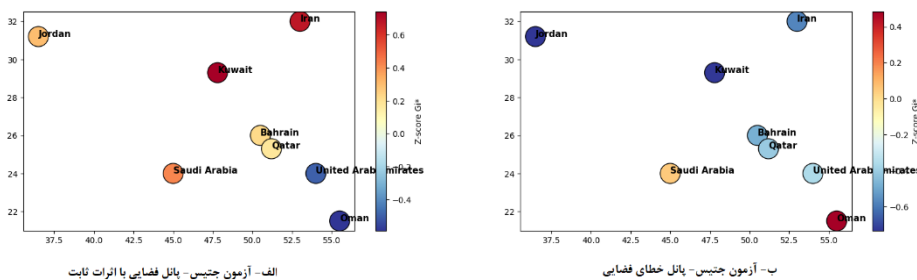 32
30
28
26
24
22
37.5
40.0
42.5
45.0
47.5
50.0
52.5
55.0
Jordan
Iran
Kuwait
Bahrain
Qatar
Saudi Arabia
United Arab Emirates
Oman
0.6
0.4
0.2
0.0
−0.2
−0.4
Z-score Gi*
الف- آزمون جتیس- پانل فضایی با اثرات ثابت
32
30
28
26
24
22
37.5
40.0
42.5
45.0
47.5
50.0
52.5
55.0
Jordan
Iran
Kuwait
Bahrain
Qatar
Saudi Arabia
United Arab Emirates
Oman
0.4
0.2
0.0
−0.2
−0.4
−0.6
Z-score Gi*
ب- آزمون جتیس- پانل خطای فضایی